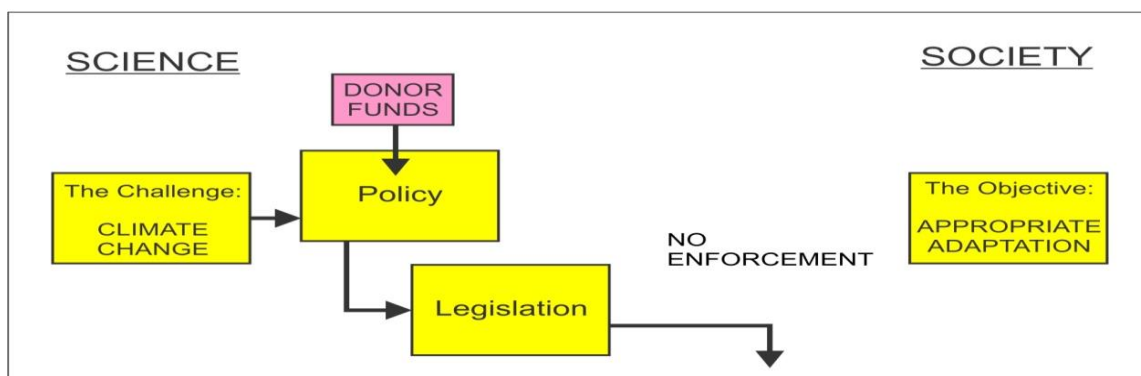 SCIENCE
SOCIETY
DONOR
FUNDS
The Challenge:
CLIMATE
CHANGE
Policy
The Objective:
APPROPRIATE
ADAPTATION
NO
ENFORCEMENT
Legislation